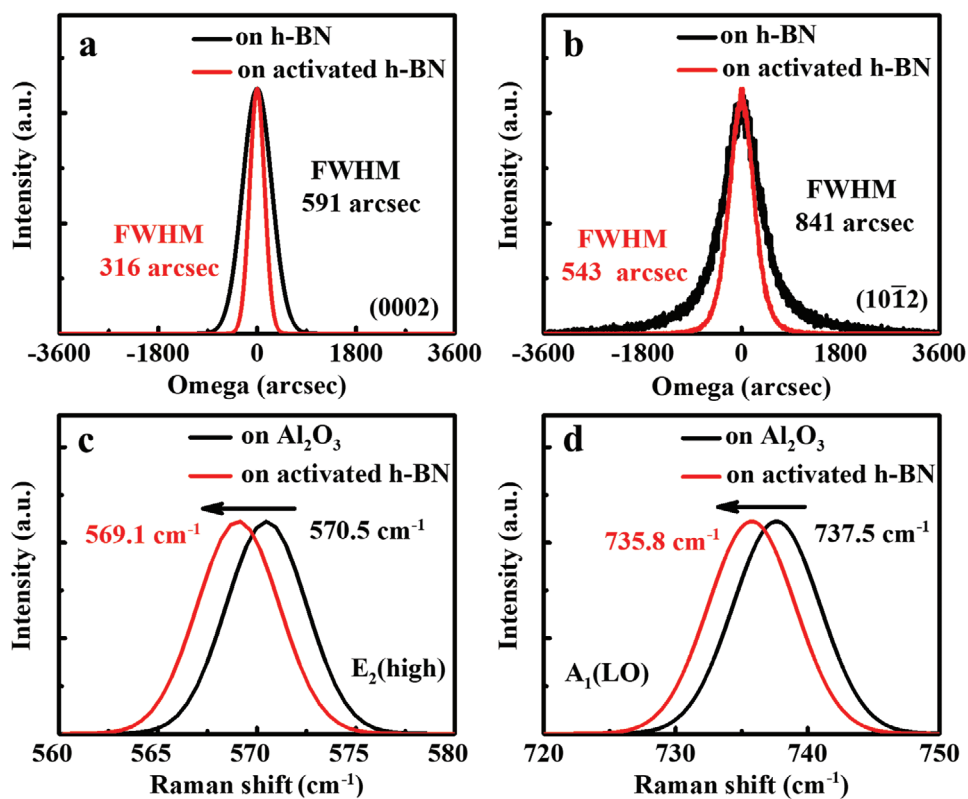 a
on h-BN
on activated h-BN
FWHM
591 arcsec
FWHM
316 arcsec
(0002)
Intensity (a.u.)
-3600 -1800 0 1800 3600
Omega (arcsec)
b
on h-BN
on activated h-BN
FWHM
841 arcsec
FWHM
543 arcsec
(101̅2)
Intensity (a.u.)
-3600 -1800 0 1800 3600
Omega (arcsec)
c
on Al₂O₃
on activated h-BN
569.1 cm⁻¹
570.5 cm⁻¹
E₂(high)
Intensity (a.u.)
560 565 570 575 580
Raman shift (cm⁻¹)
d
on Al₂O₃
on activated h-BN
735.8 cm⁻¹
737.5 cm⁻¹
A₁(LO)
Intensity (a.u.)
720 730 740 750
Raman shift (cm⁻¹)